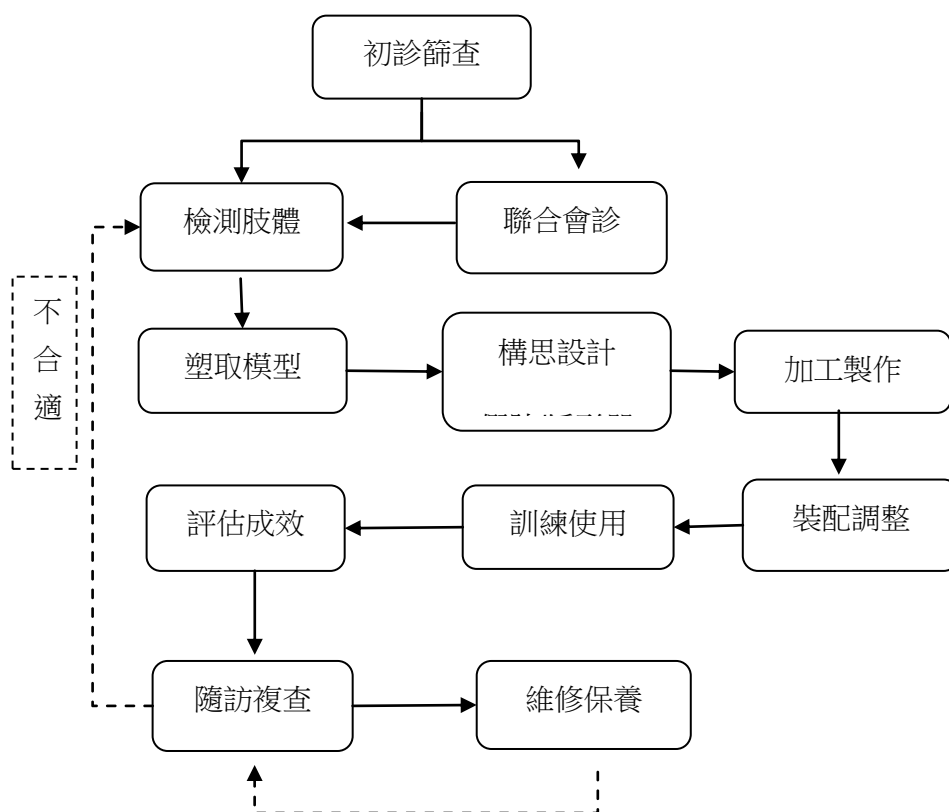 初診篩查
檢測肢體
聯合會診
不
合
適
塑取模型
構思設計
加工製作
評估成效
訓練使用
裝配調整
隨訪複查
維修保養